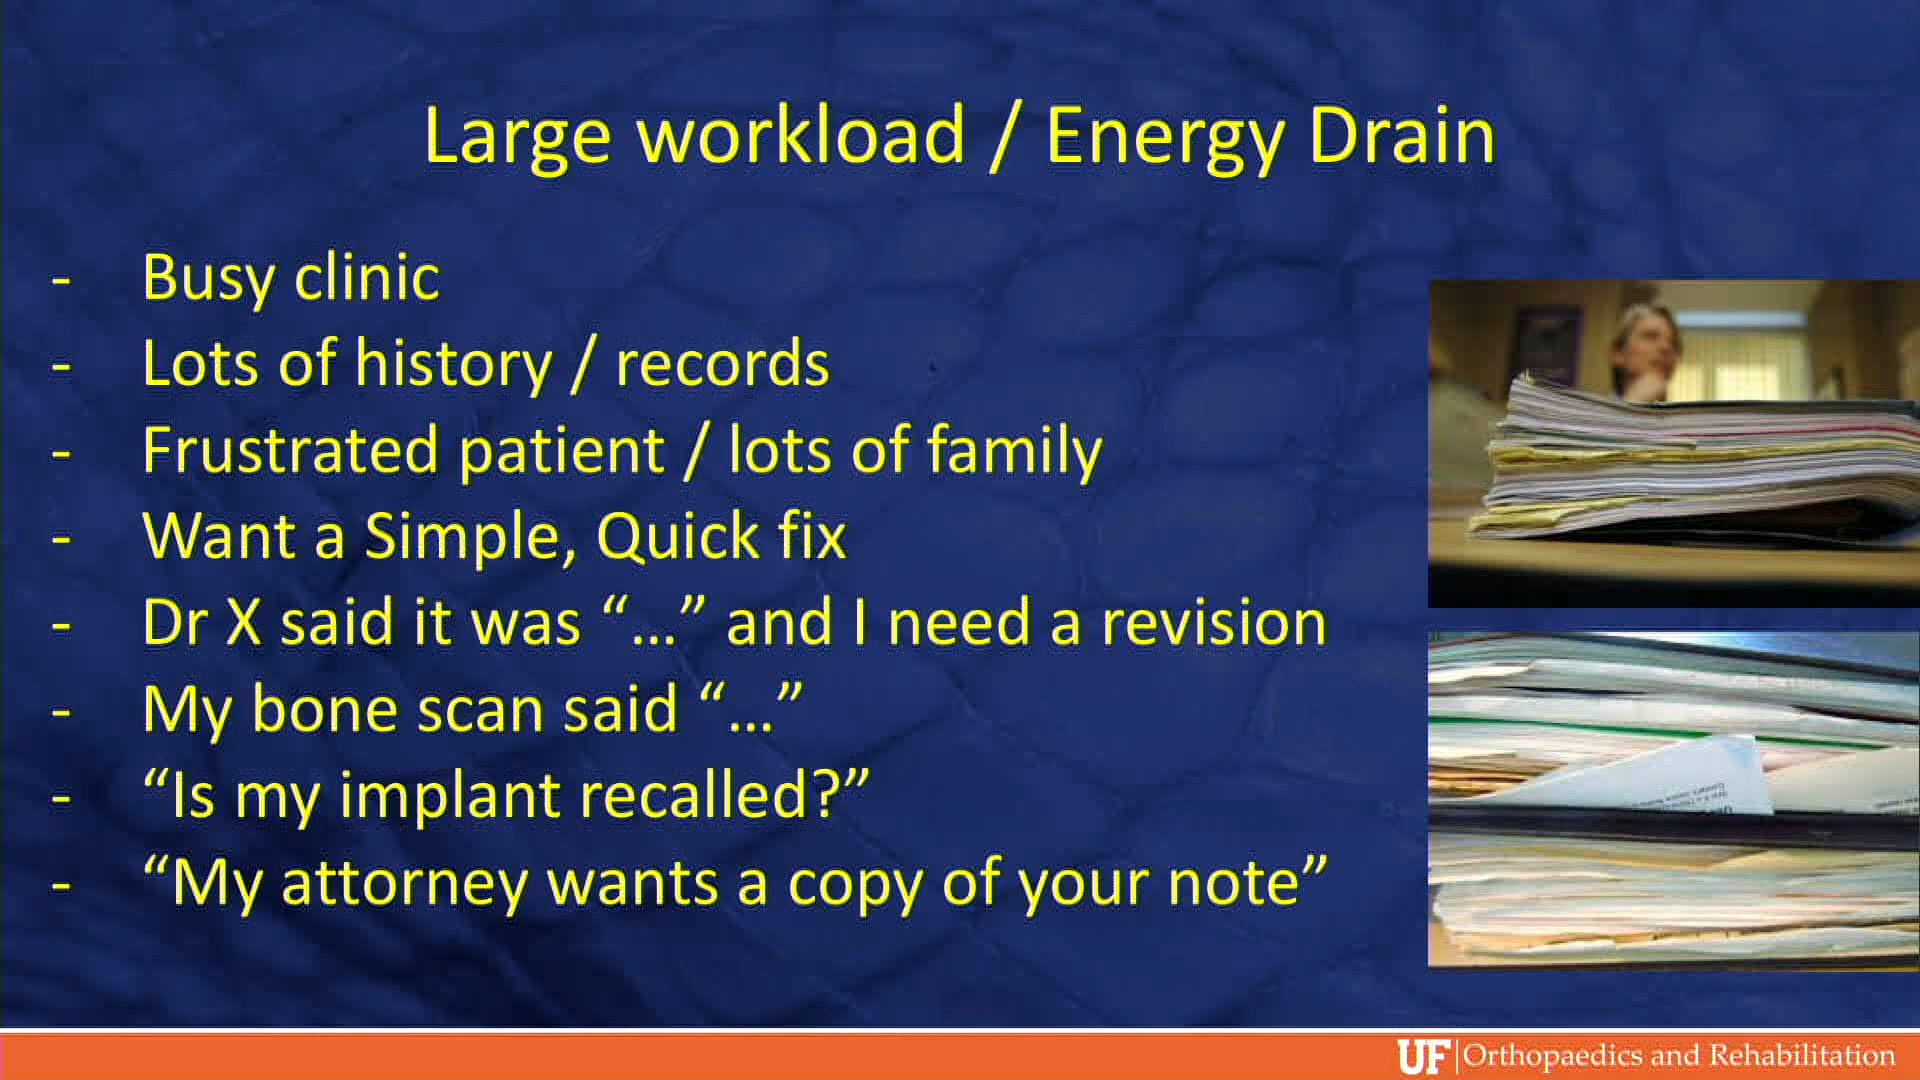 Large workload / Energy Drain
- Busy clinic
- Lots of history / records
- Frustrated patient / lots of family
- Want a Simple, Quick fix
- Dr X said it was “…” and I need a revision
- My bone scan said “…”
- “Is my implant recalled?”
- “My attorney wants a copy of your note”
UF | Orthopaedics and Rehabilitation